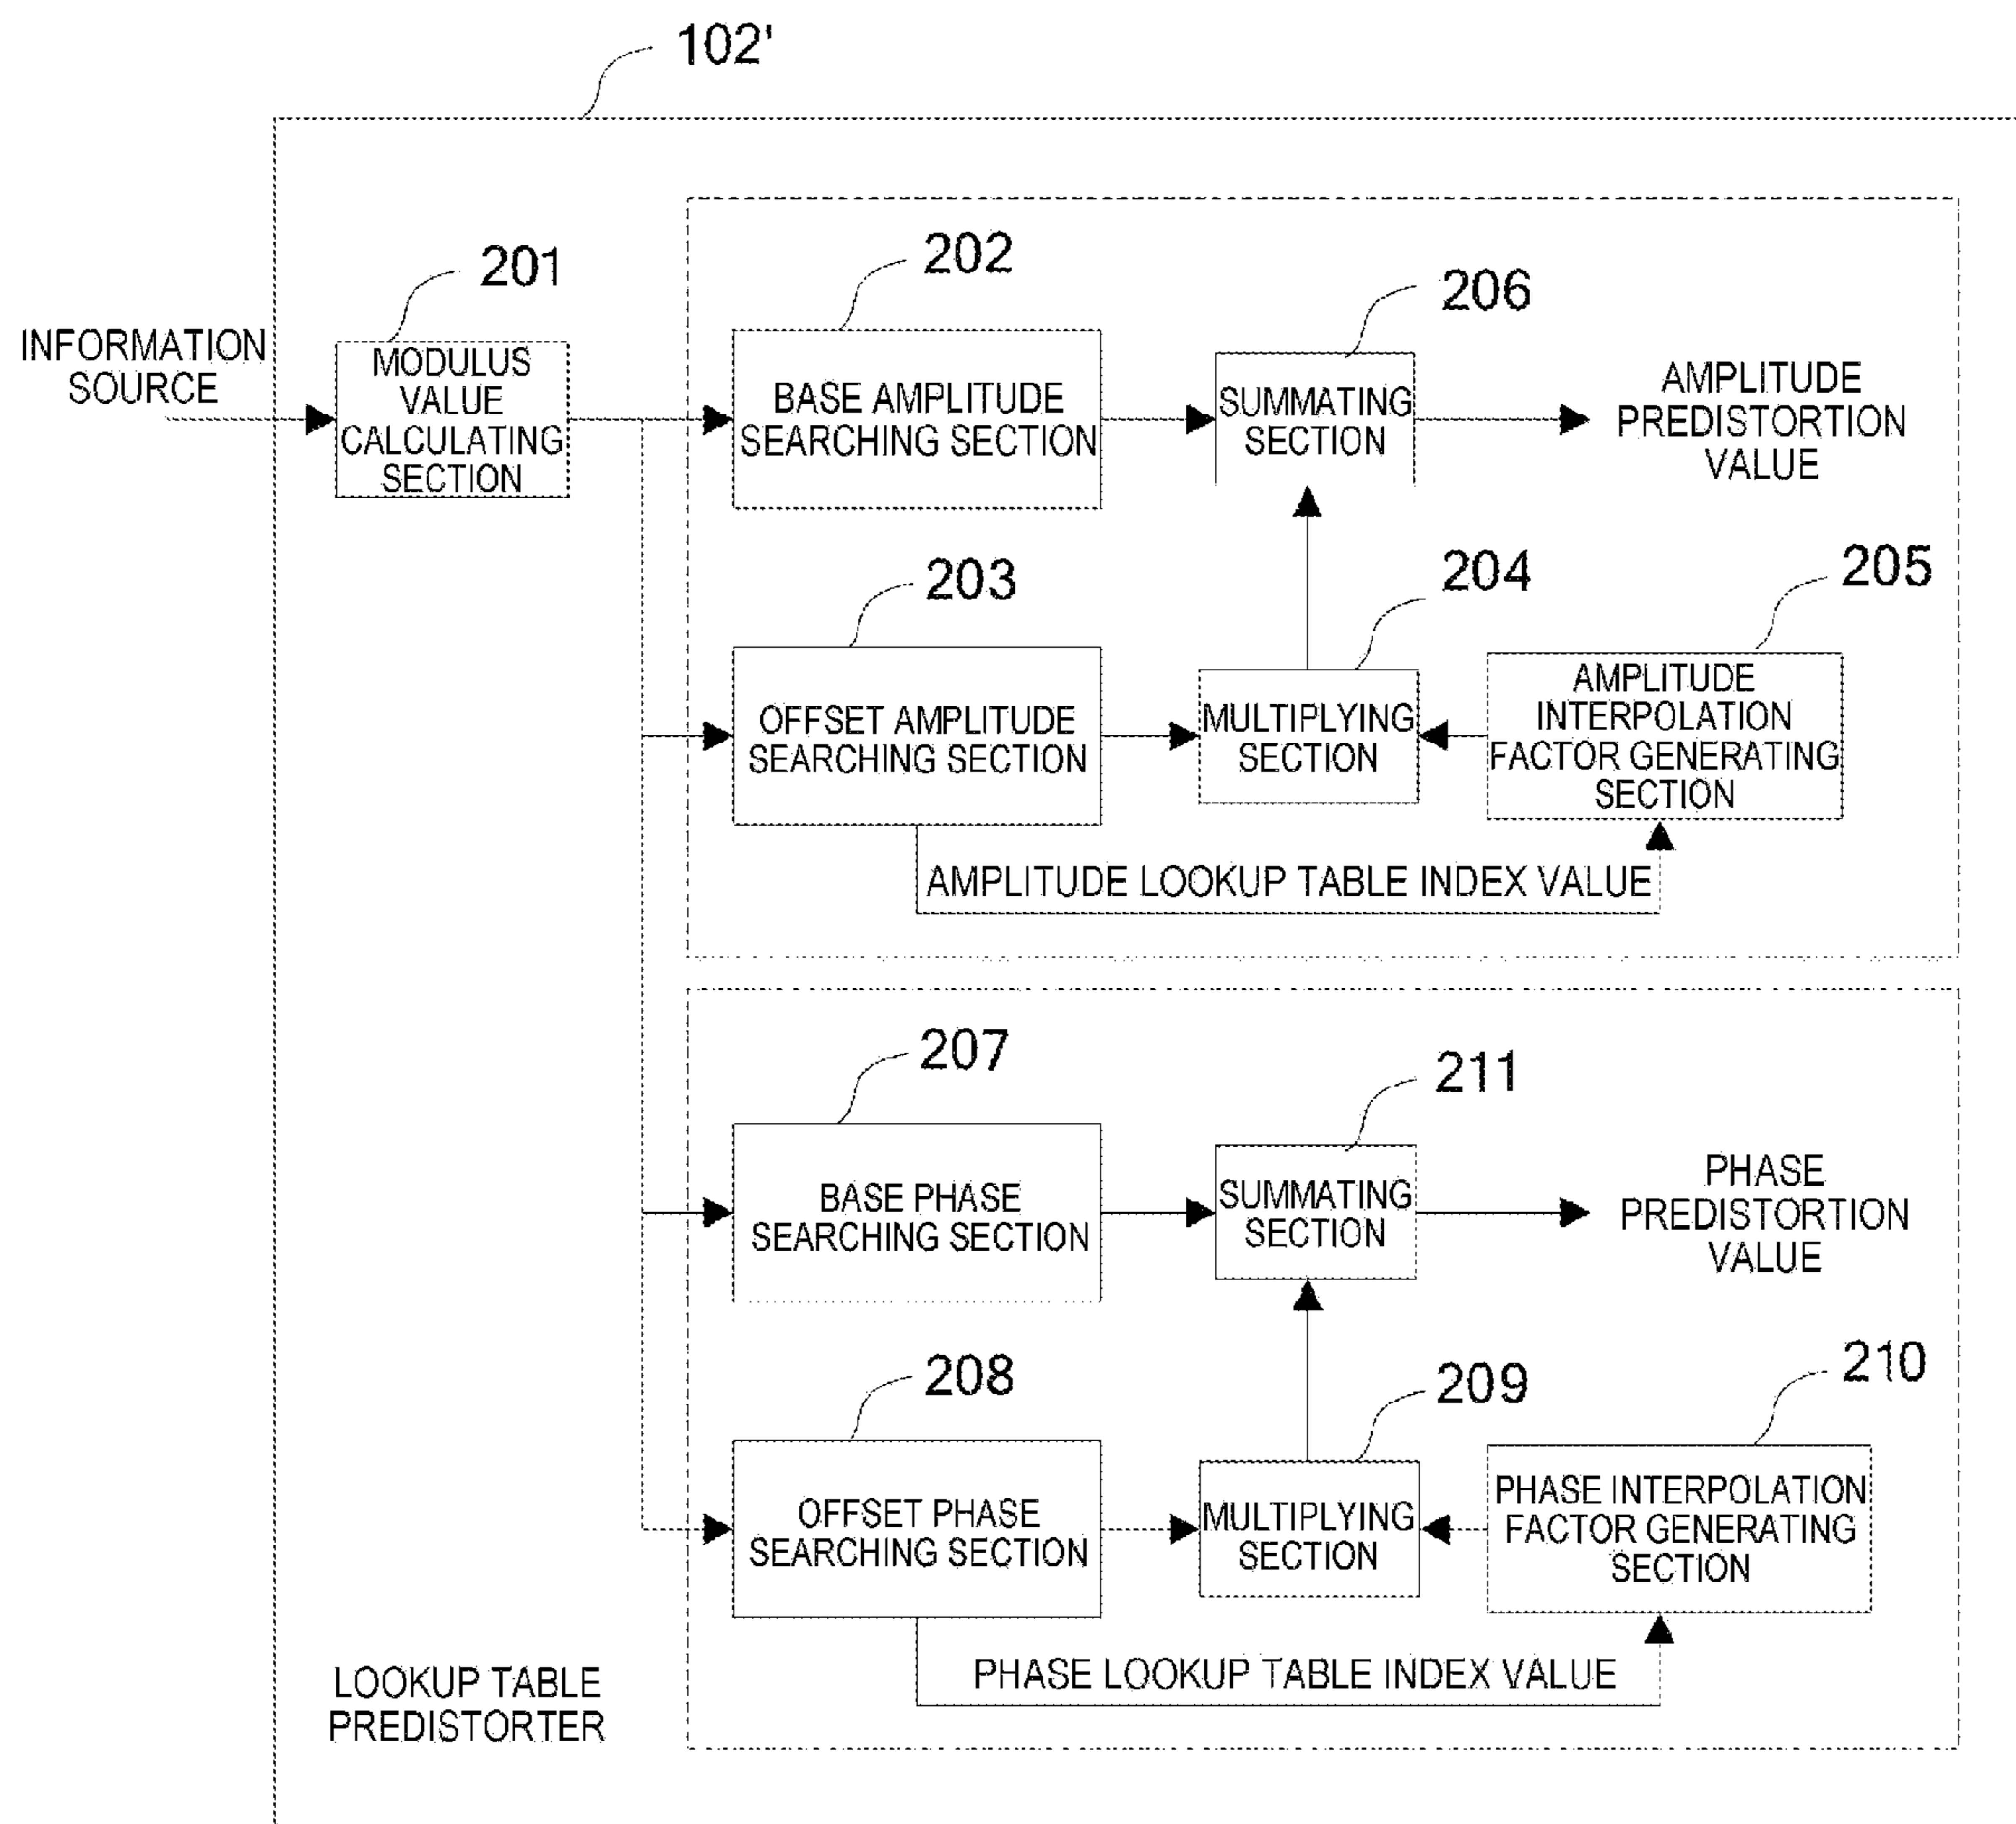 102'
INFORMATION
SOURCE
201
MODULUS
VALUE
CALCULATING
SECTION
202
BASE AMPLITUDE
SEARCHING SECTION
206
SUMMATING
SECTION
AMPLITUDE
PREDISTORTION
VALUE
203
OFFSET AMPLITUDE
SEARCHING SECTION
204
MULTIPLYING
SECTION
205
AMPLITUDE
INTERPOLATION
FACTOR GENERATING
SECTION
AMPLITUDE LOOKUP TABLE INDEX VALUE
207
BASE PHASE
SEARCHING SECTION
211
SUMMATING
SECTION
PHASE
PREDISTORTION
VALUE
208
OFFSET PHASE
SEARCHING SECTION
209
MULTIPLYING
SECTION
210
PHASE INTERPOLATION
FACTOR GENERATING
SECTION
PHASE LOOKUP TABLE INDEX VALUE
LOOKUP TABLE
PREDISTORTER